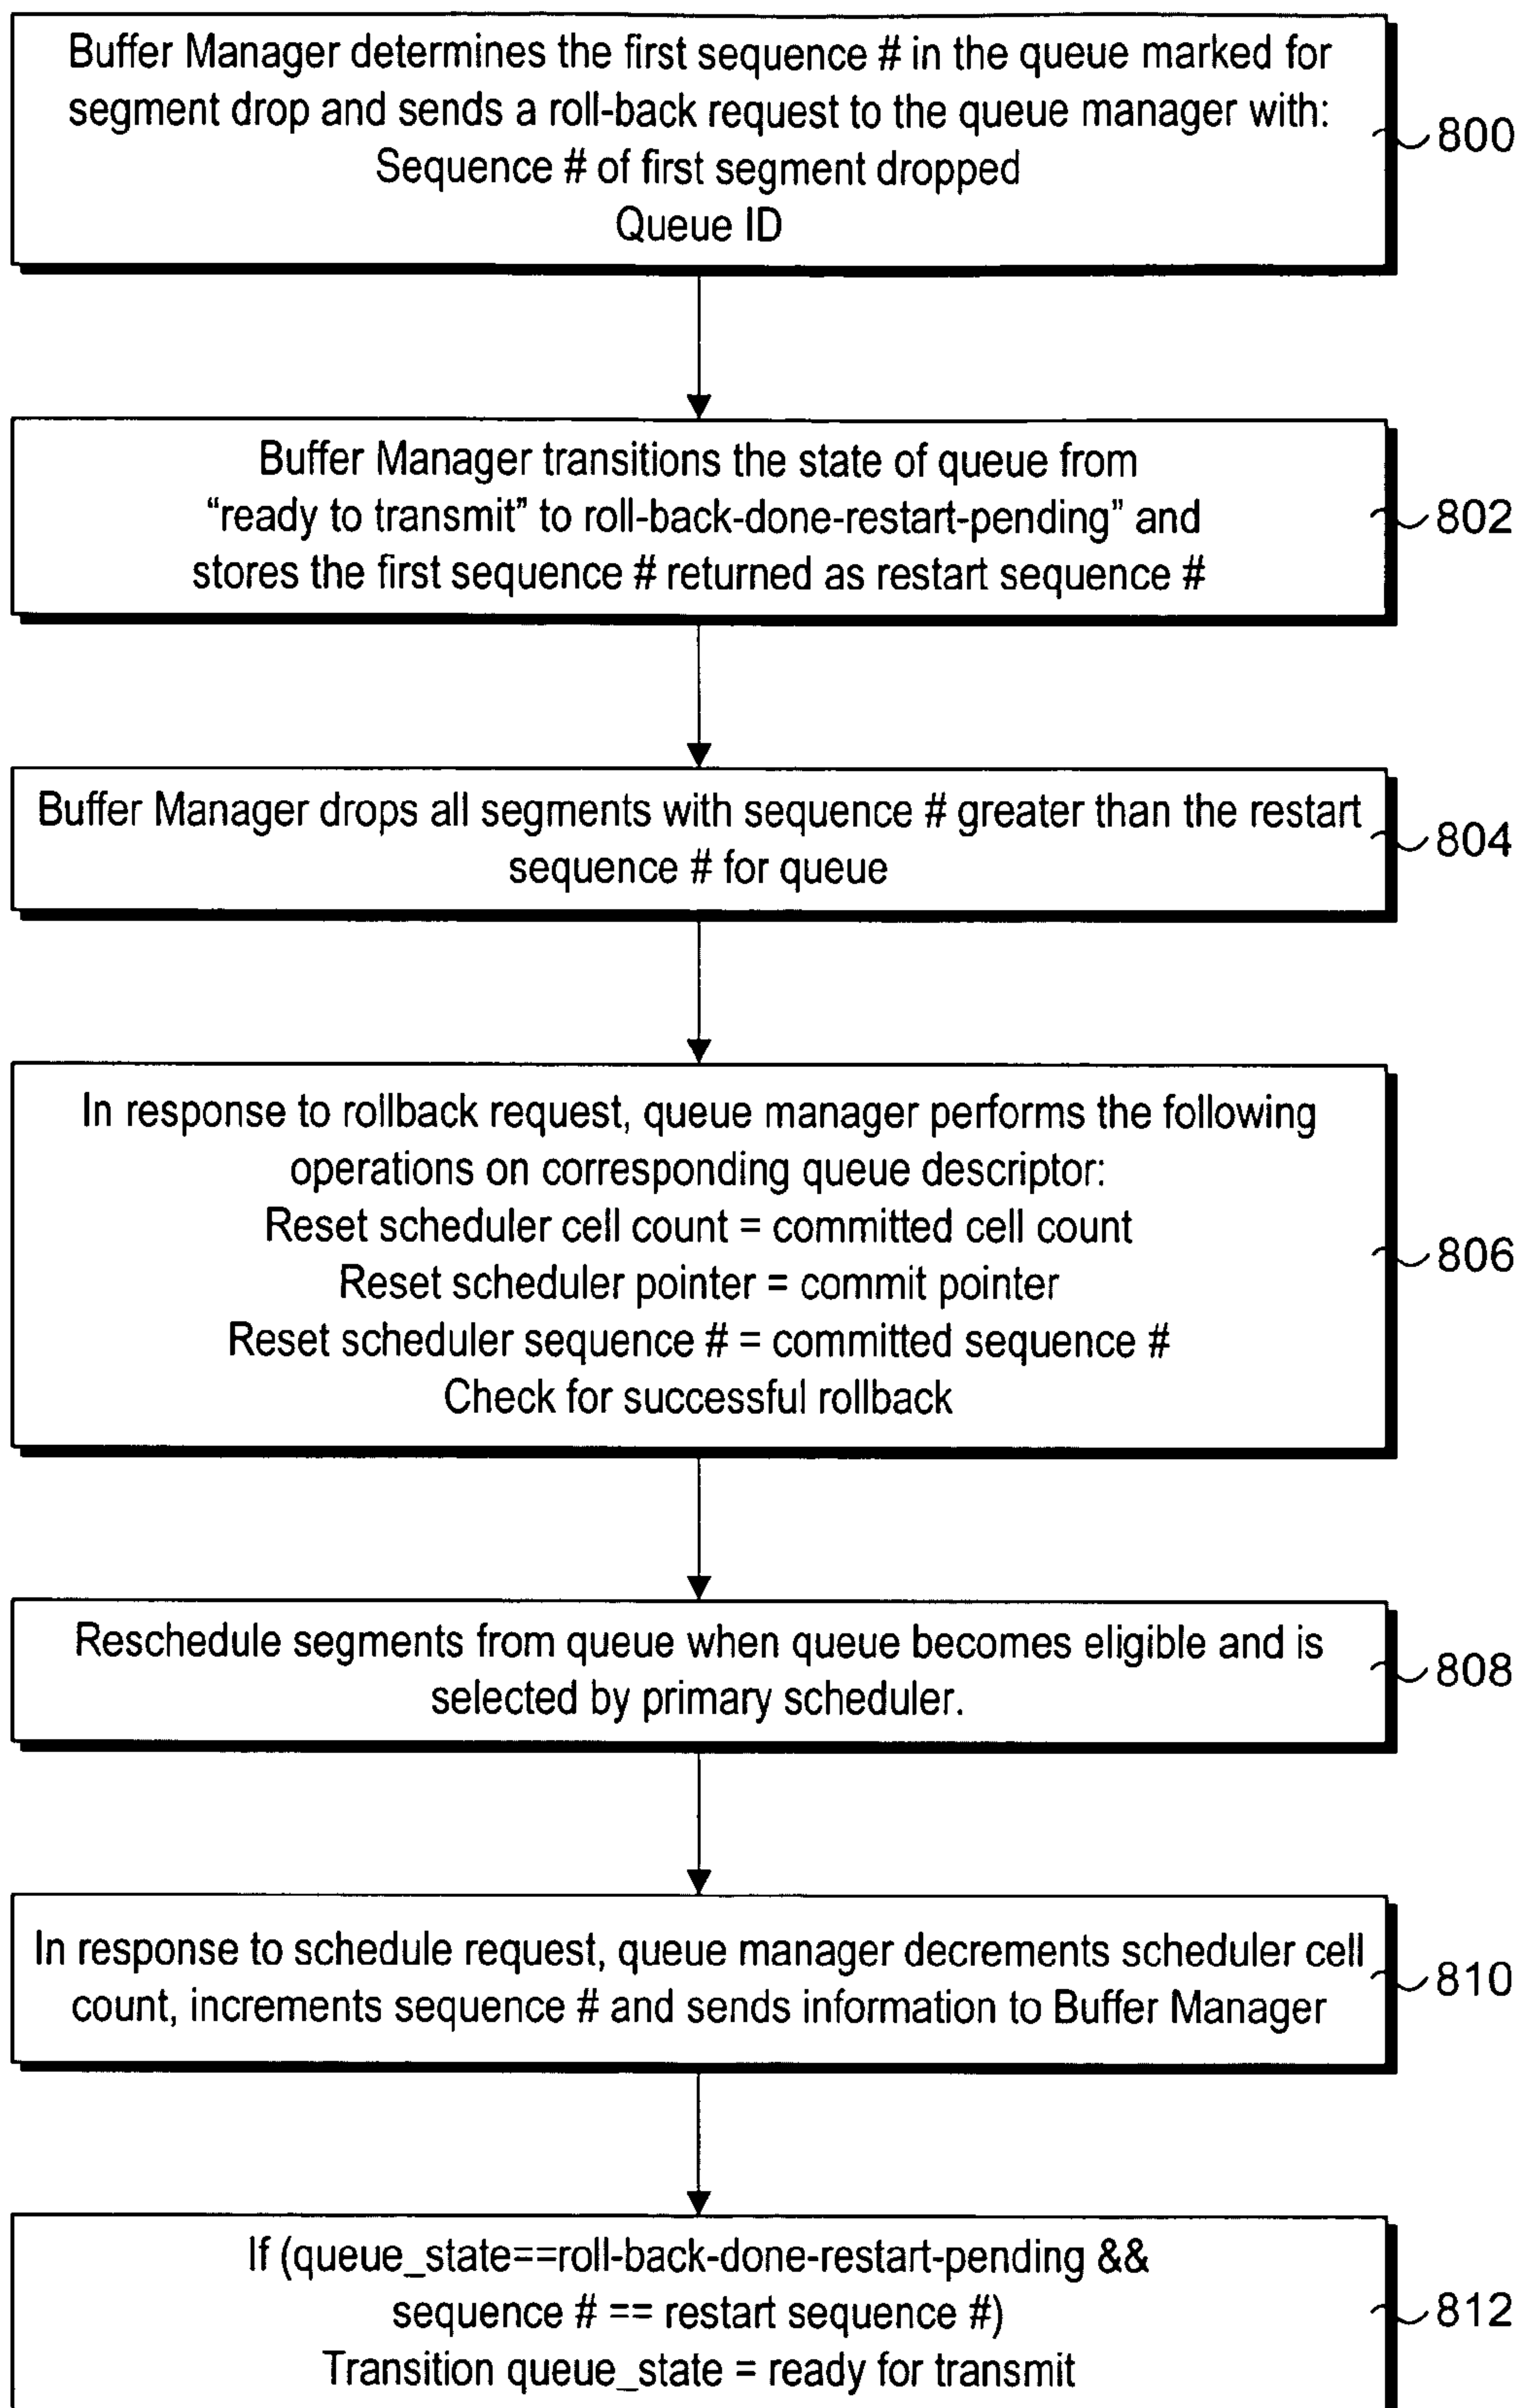 Buffer Manager determines the first sequence # in the queue marked for
segment drop and sends a roll-back request to the queue manager with:
Sequence # of first segment dropped
Queue ID
800
Buffer Manager transitions the state of queue from
“ready to transmit” to roll-back-done-restart-pending” and
stores the first sequence # returned as restart sequence #
802
Buffer Manager drops all segments with sequence # greater than the restart
sequence # for queue
804
In response to rollback request, queue manager performs the following
operations on corresponding queue descriptor:
Reset scheduler cell count = committed cell count
Reset scheduler pointer = commit pointer
Reset scheduler sequence # = committed sequence #
Check for successful rollback
806
Reschedule segments from queue when queue becomes eligible and is
selected by primary scheduler.
808
In response to schedule request, queue manager decrements scheduler cell
count, increments sequence # and sends information to Buffer Manager
810
If (queue_state==roll-back-done-restart-pending &&
sequence # == restart sequence #)
Transition queue_state = ready for transmit
812